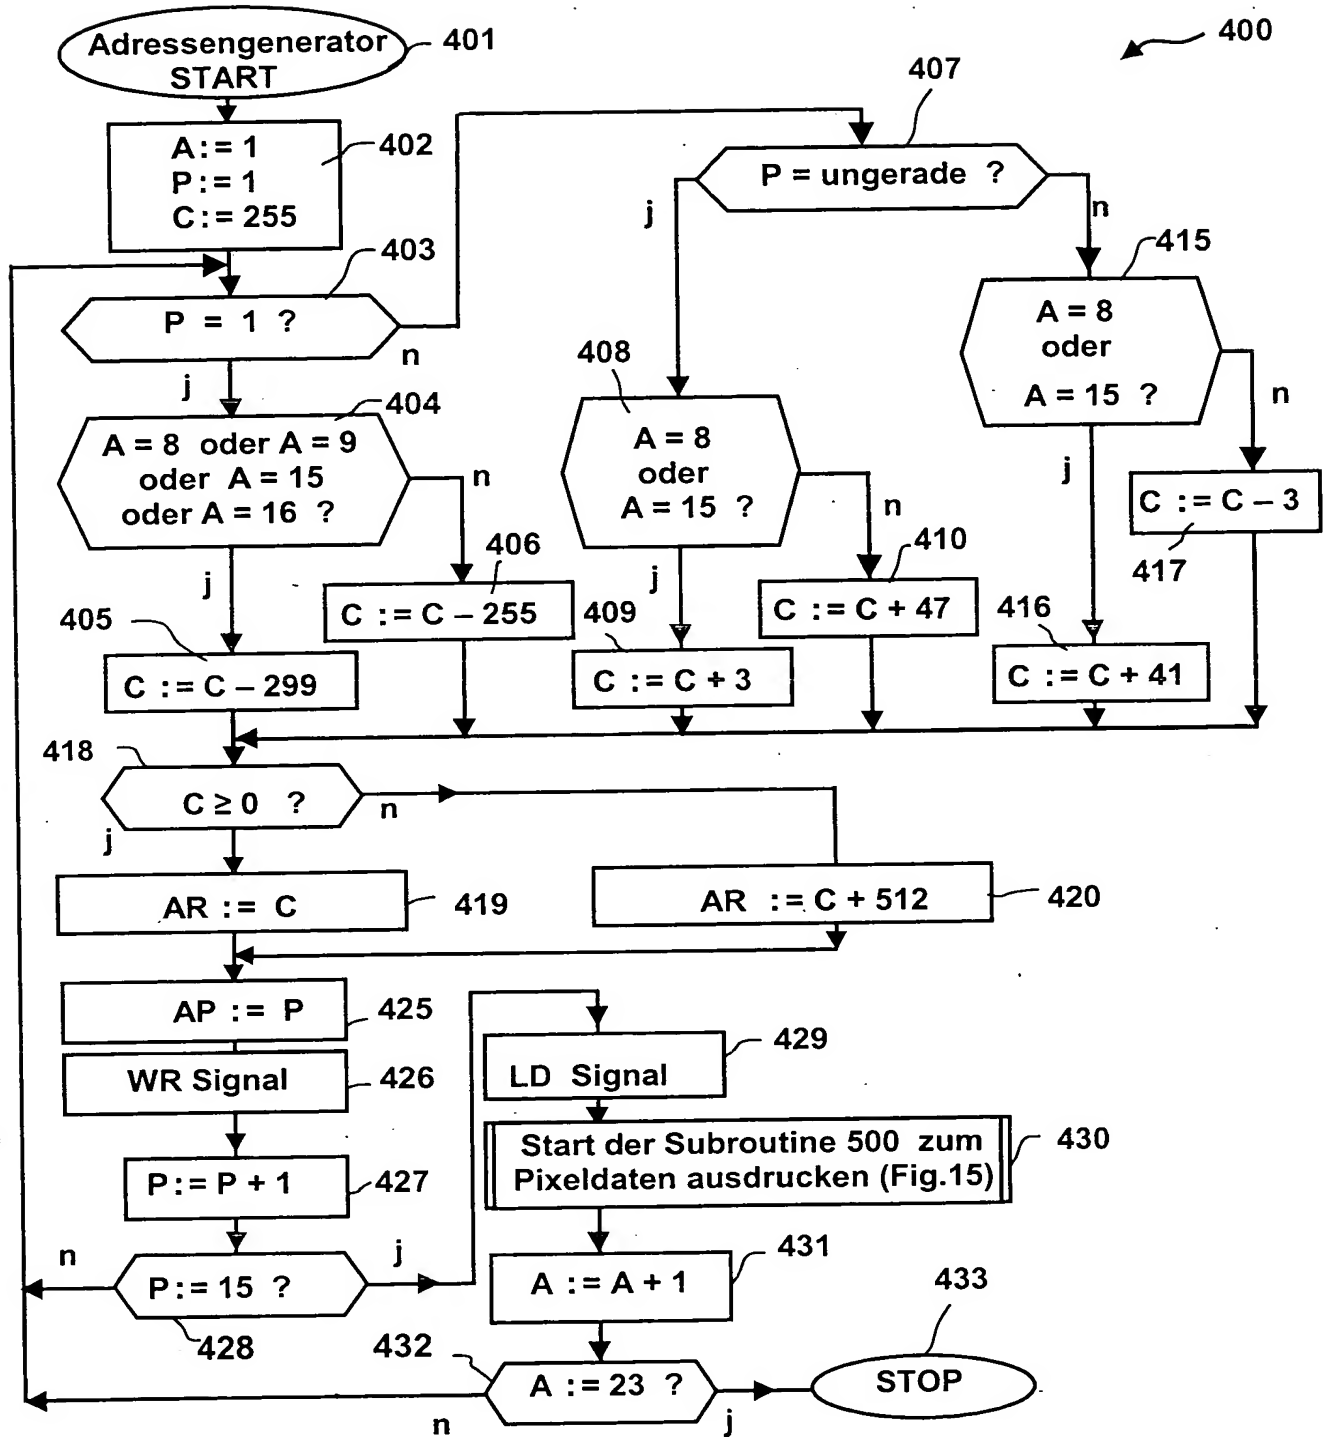 Adressengenerator
START
401
400
A:= 1
P:= 1
C:= 255
402
407
P = ungerade ?
j
n
403
P = 1 ?
n
j
415
A = 8
oder
A = 15 ?
n
j
408
A = 8
oder
A = 15 ?
n
j
404
A = 8 oder A = 9
oder A = 15
oder A = 16 ?
n
j
C := C – 3
417
406
C := C – 255
410
C := C + 47
405
C := C – 299
409
C := C + 3
416
C := C + 41
418
C ≥ 0 ?
n
j
AR := C
419
AR := C + 512
420
AP := P
425
WR Signal
426
LD Signal
429
Start der Subroutine 500 zum
Pixeldaten ausdrucken (Fig.15)
430
P:= P + 1
427
n
P:= 15 ?
j
428
A := A + 1
431
432
A := 23 ?
n
j
433
STOP